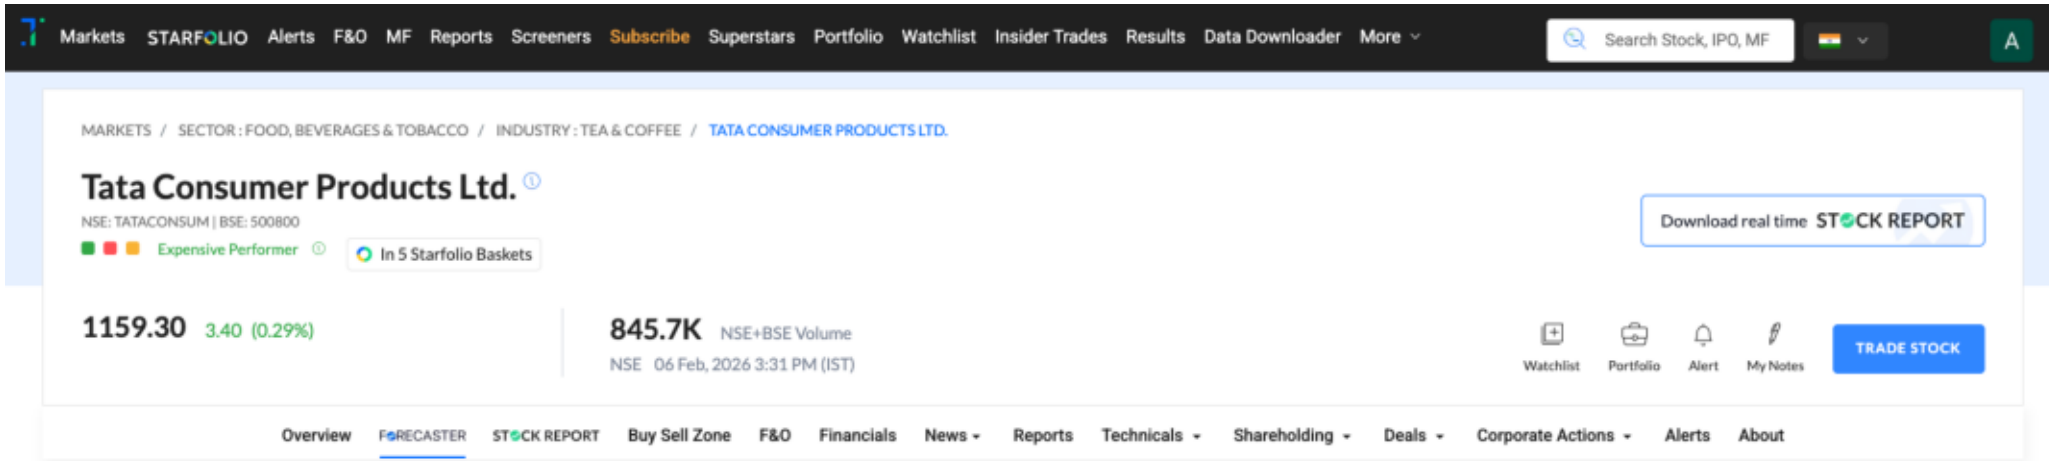 Markets STARFOLIO Alerts F&O MF Reports Screeners Subscribe Superstars Portfolio Watchlist Insider Trades Results Data Downloader More Search Stock, IPO, MF A
MARKETS / SECTOR : FOOD, BEVERAGES & TOBACCO / INDUSTRY : TEA & COFFEE / TATA CONSUMER PRODUCTS LTD.
Tata Consumer Products Ltd.
NSE: TATACONSUM | BSE: 500800
Download real time STOCK REPORT
Expensive Performer In 5 Starfolio Baskets
1159.30 3.40 (0.29%) 845.7K NSE+BSE Volume
NSE 06 Feb, 2026 3:31 PM (IST)
Watchlist Portfolio Alert My Notes TRADE STOCK
Overview FORECASTER STOCK REPORT Buy Sell Zone F&O Financials News Reports Technicals Shareholding Deals Corporate Actions Alerts About